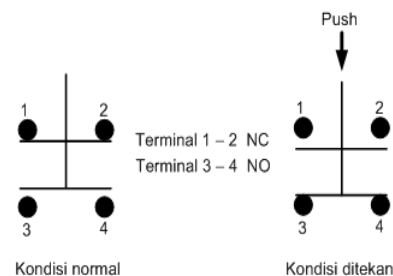 Push
1 2
1 2
Terminal 1 – 2 NC
Terminal 3 – 4 NO
3 4
3 4
Kondisi normal
Kondisi ditekan